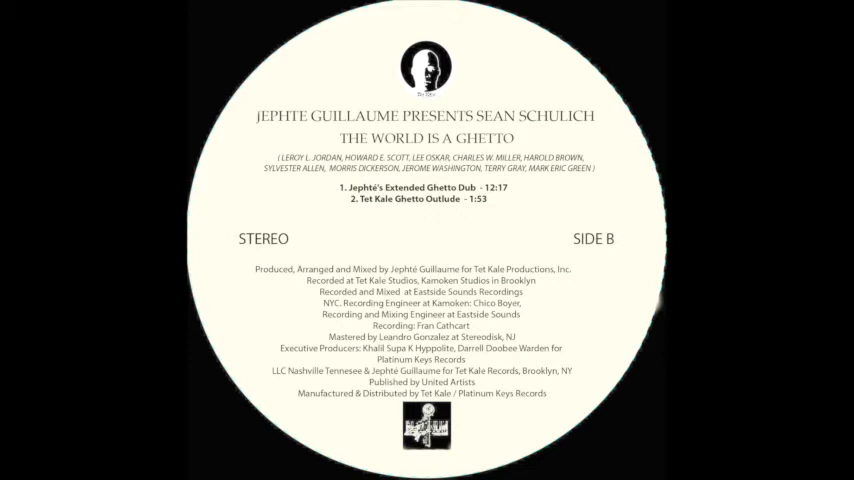 Tet Kale
JEPHTE GUILLAUME PRESENTS SEAN SCHULICH
THE WORLD IS A GHETTO
( LEROY L. JORDAN, HOWARD E. SCOTT, LEE OSKAR, CHARLES W. MILLER, HAROLD BROWN,
SYLVESTER ALLEN, MORRIS DICKERSON, JEROME WASHINGTON, TERRY GRAY, MARK ERIC GREEN )
1. Jephté's Extended Ghetto Dub - 12:17
2. Tet Kale Ghetto Outlude - 1:53
STEREO
SIDE B
Produced, Arranged and Mixed by Jephté Guillaume for Tet Kale Productions, Inc.
Recorded at Tet Kale Studios, Kamoken Studios in Brooklyn
Recorded and Mixed at Eastside Sounds Recordings
NYC. Recording Engineer at Kamoken: Chico Boyer,
Recording and Mixing Engineer at Eastside Sounds
Recording: Fran Cathcart
Mastered by Leandro Gonzalez at Stereodisk, NJ
Executive Producers: Khalil Supa K Hyppolite, Darrell Doobee Warden for
Platinum Keys Records
LLC Nashville Tennesee & Jephté Guillaume for Tet Kale Records, Brooklyn, NY
Published by United Artists
Manufactured & Distributed by Tet Kale / Platinum Keys Records